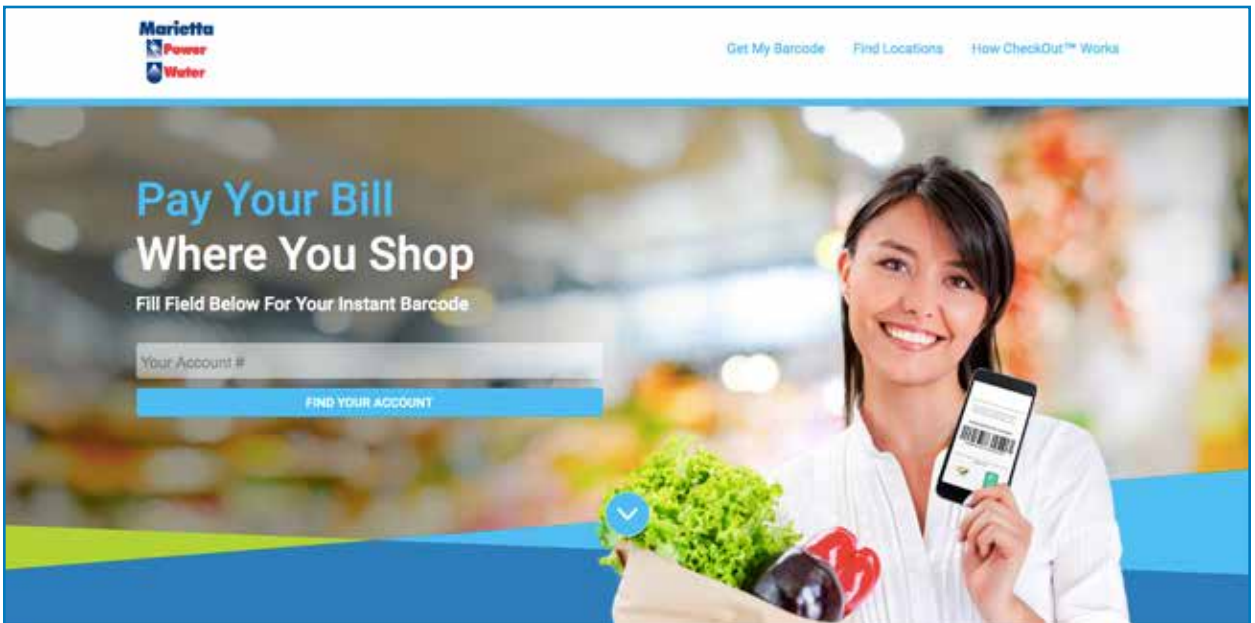 Marietta
Power
Water
Get My Barcode
Find Locations
How CheckOut™ Works
Pay Your Bill
Where You Shop
Fill Field Below For Your Instant Barcode
Your Account #
FIND YOUR ACCOUNT